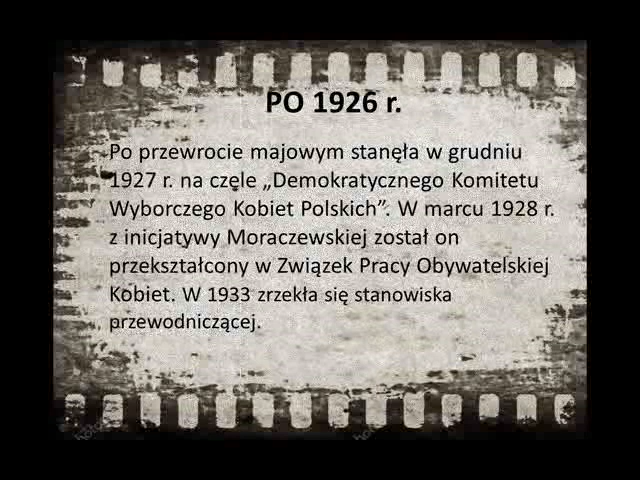 PO 1926 r.
Po przewrocie majowym stanęła w grudniu
1927 r. na czele „Demokratycznego Komitetu
Wyborczego Kobiet Polskich”. W marcu 1928 r.
z inicjatywy Moraczewskiej został on
przekształcony w Związek Pracy Obywatelskiej
Kobiet. W 1933 zrzekła się stanowiska
przewodniczącej.